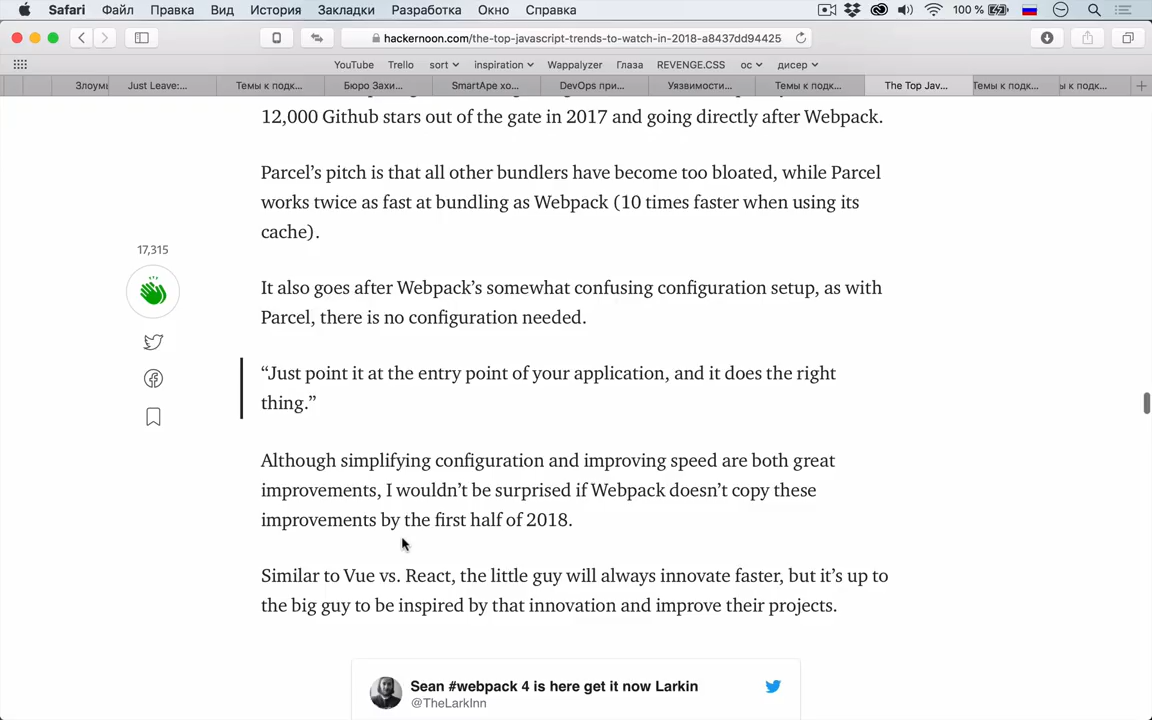 Safari Файл Правка Вид История Закладки Разработка Окно Справка 100 %
hackernoon.com/the-top-javascript-trends-to-watch-in-2018-a8437dd94425
YouTube Trello sort inspiration Wappalyzer Глаза REVENGE.CSS ос дисер
Злоумы Just Leave:... Темы к подк... Бюро Захи... SmartApe хо... DevOps при... Уязвимости... Темы к подк... The Top Jav... Темы к подк... ы к подк...
12,000 Github stars out of the gate in 2017 and going directly after Webpack.
Parcel’s pitch is that all other bundlers have become too bloated, while Parcel
works twice as fast at bundling as Webpack (10 times faster when using its
cache).
17,315
It also goes after Webpack’s somewhat confusing configuration setup, as with
Parcel, there is no configuration needed.
“Just point it at the entry point of your application, and it does the right
thing.”
Although simplifying configuration and improving speed are both great
improvements, I wouldn’t be surprised if Webpack doesn’t copy these
improvements by the first half of 2018.
Similar to Vue vs. React, the little guy will always innovate faster, but it’s up to
the big guy to be inspired by that innovation and improve their projects.
Sean #webpack 4 is here get it now Larkin
@TheLarkInn